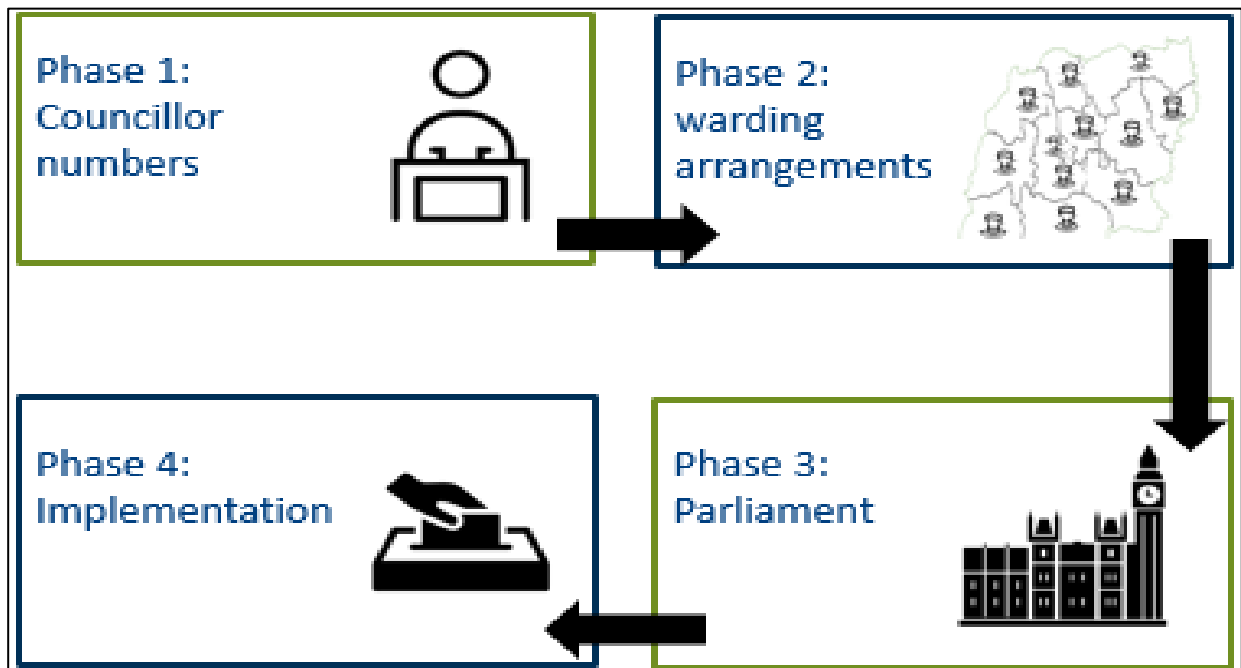 Phase 1:
Councillor
numbers
Phase 2:
warding
arrangements
Phase 3:
Parliament
Phase 4:
Implementation